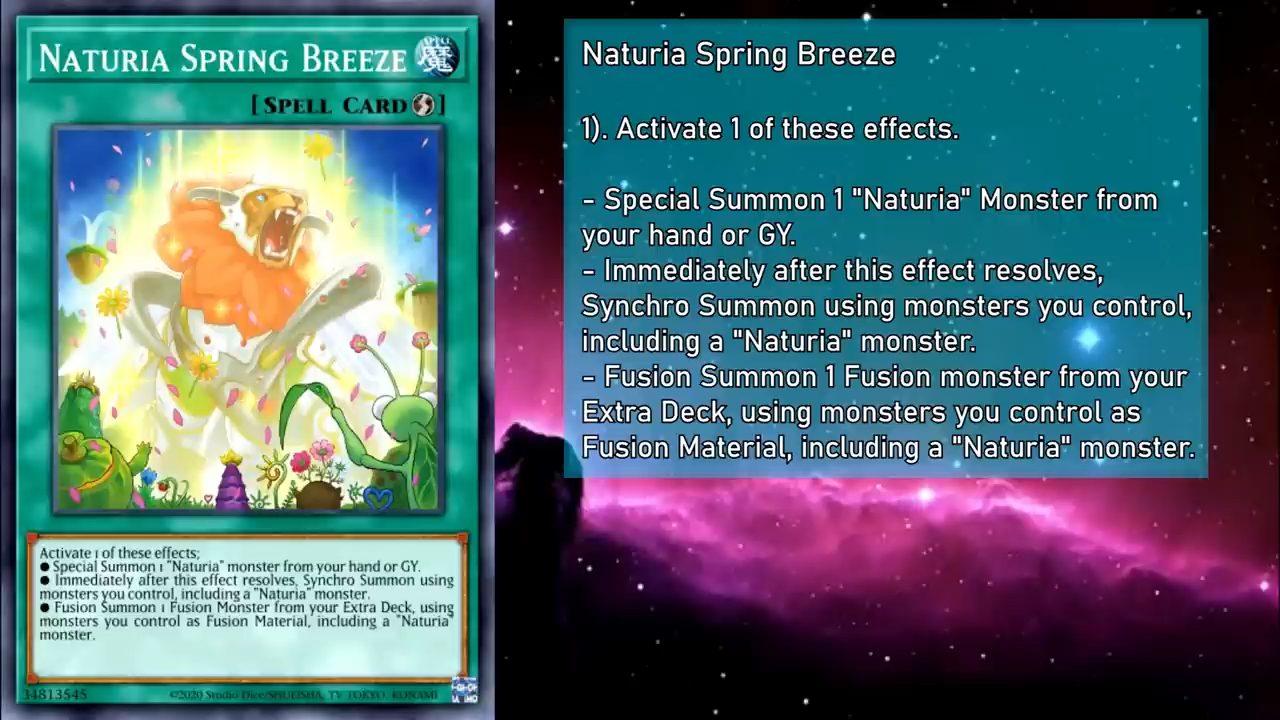 NATURIA SPRING BREEZE
[SPELL CARD]
Activate 1 of these effects;
● Special Summon 1 "Naturia" monster from your hand or GY.
● Immediately after this effect resolves, Synchro Summon using
monsters you control, including a "Naturia" monster.
● Fusion Summon 1 Fusion Monster from your Extra Deck, using
monsters you control as Fusion Material, including a "Naturia"
monster.
34813545
©2020 Studio Dice/SHUEISHA, TV TOKYO, KONAMI
Naturia Spring Breeze
1). Activate 1 of these effects.
- Special Summon 1 "Naturia" Monster from
your hand or GY.
- Immediately after this effect resolves,
Synchro Summon using monsters you control,
including a "Naturia" monster.
- Fusion Summon 1 Fusion monster from your
Extra Deck, using monsters you control as
Fusion Material, including a "Naturia" monster.